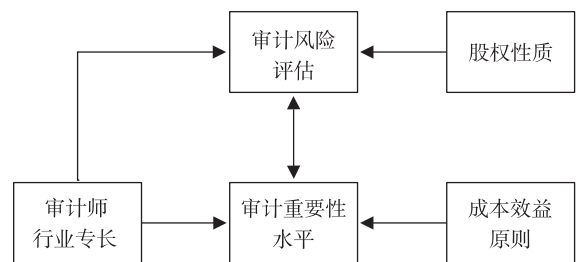 审计风险
评估
股权性质
审计师
行业专长
审计重要性
水平
成本效益
原则